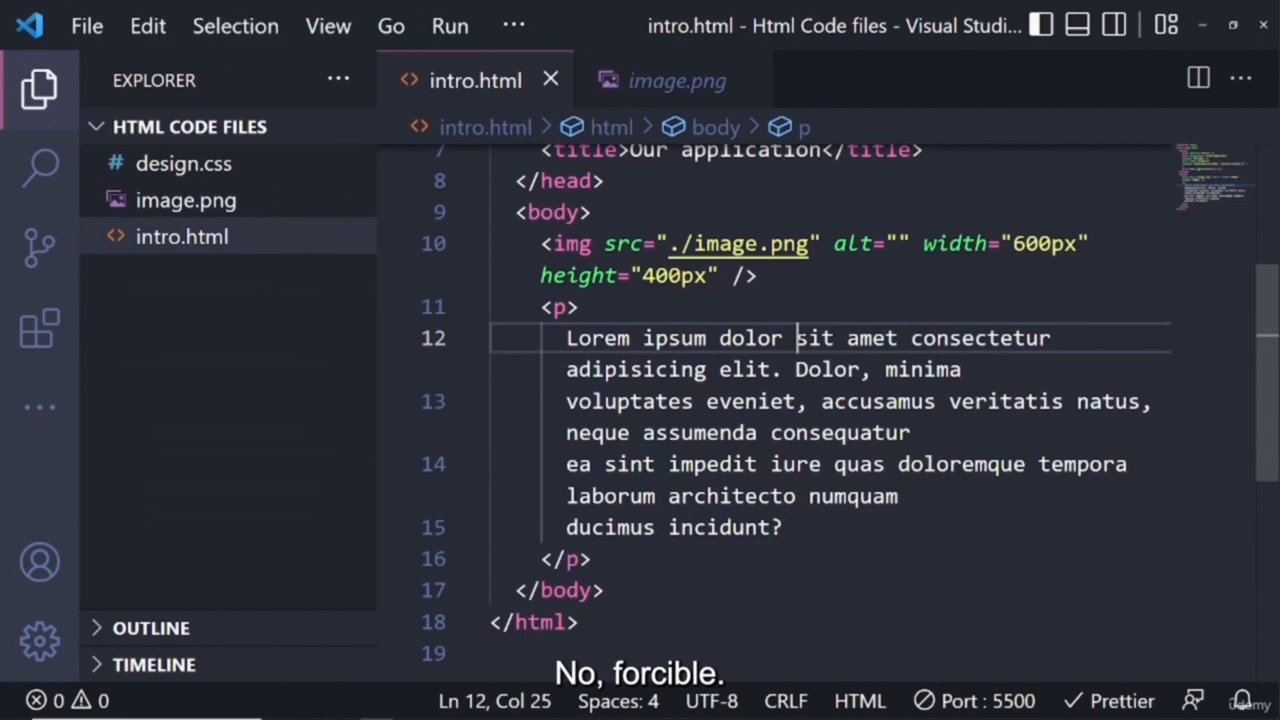 File Edit Selection View Go Run ··· intro.html - Html Code files - Visual Studi...
EXPLORER ···
intro.html × image.png ···
HTML CODE FILES
# design.css
image.png
<> intro.html
<> intro.html > html > body > p
7 <title>Our application</title>
8 </head>
9 <body>
10 <img src="./image.png" alt="" width="600px"
height="400px" />
11 <p>
12 Lorem ipsum dolor sit amet consectetur
adipisicing elit. Dolor, minima
13 voluptates eveniet, accusamus veritatis natus,
neque assumenda consequatur
14 ea sint impedit iure quas doloremque tempora
laborum architecto numquam
15 ducimus incidunt?
16 </p>
17 </body>
18 </html>
19
OUTLINE
TIMELINE
No, forcible.
0 0 Ln 12, Col 25 Spaces: 4 UTF-8 CRLF HTML Port : 5500 Prettier
udemy